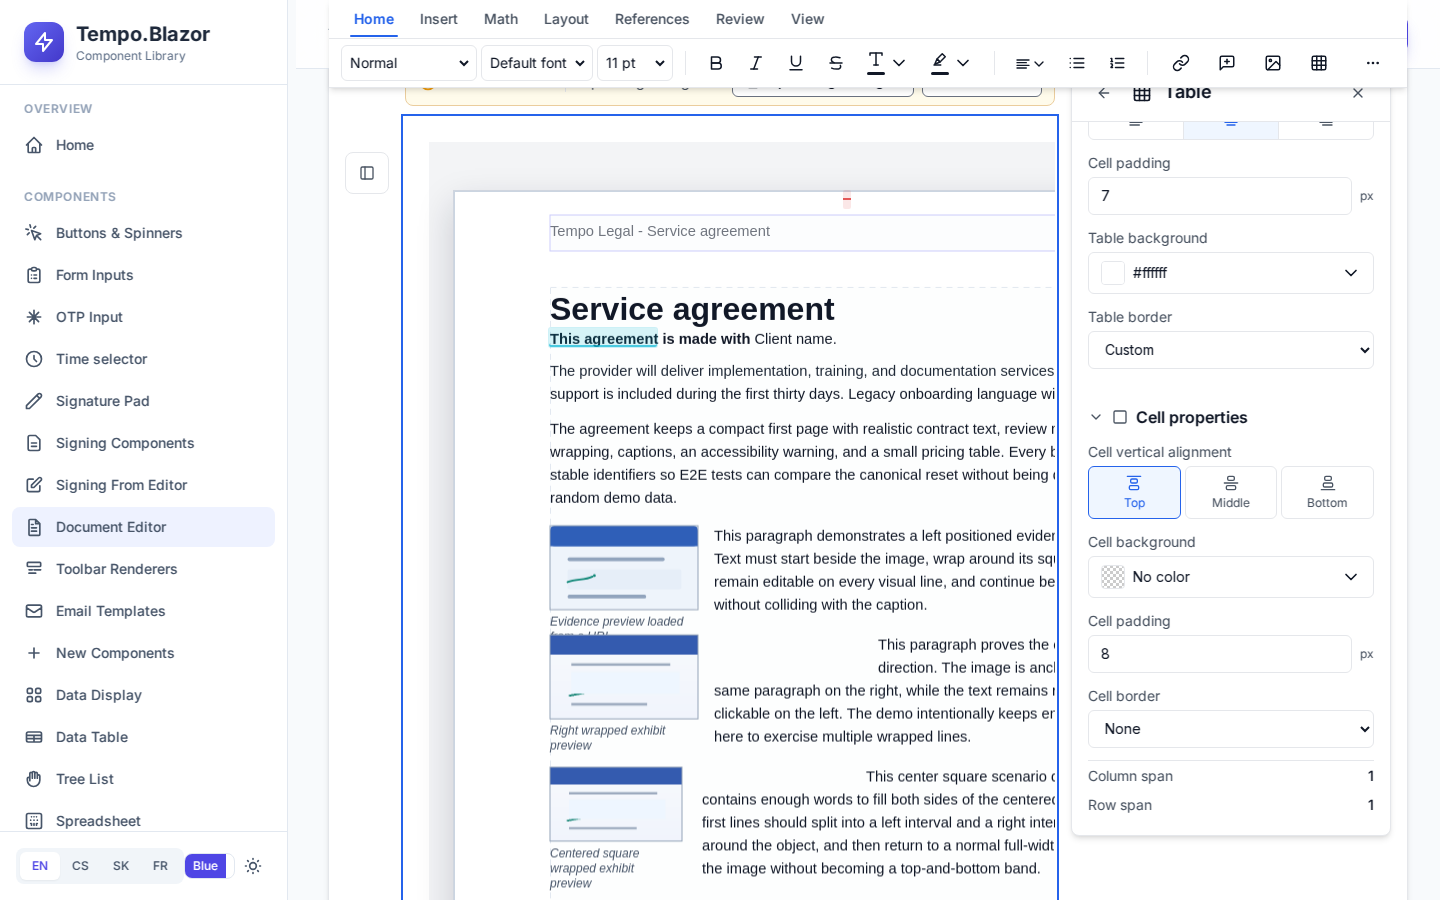 Tempo.Blazor
Component Library
OVERVIEW
Home
COMPONENTS
Buttons & Spinners
Form Inputs
OTP Input
Time selector
Signature Pad
Signing Components
Signing From Editor
Document Editor
Toolbar Renderers
Email Templates
New Components
Data Display
Data Table
Tree List
Spreadsheet
EN CS SK FR Blue
Home Insert Math Layout References Review View
Normal Default font 11 pt
Tempo Legal - Service agreement
Service agreement
This agreement is made with Client name.
The provider will deliver implementation, training, and documentation services
support is included during the first thirty days. Legacy onboarding language
The agreement keeps a compact first page with realistic contract text, review
wrapping, captions, an accessibility warning, and a small pricing table. Every
stable identifiers so E2E tests can compare the canonical reset without being
random demo data.
This paragraph demonstrates a left positioned
Text must start beside the image, wrap around its
remain editable on every visual line, and continue
without colliding with the caption.
Evidence preview loaded
This paragraph proves the
direction. The image is
same paragraph on the right, while the text remains
clickable on the left. The demo intentionally keeps
here to exercise multiple wrapped lines.
Right wrapped exhibit
preview
This center square scenario
contains enough words to fill both sides of the centered
first lines should split into a left interval and a right
around the object, and then return to a normal
the image without becoming a top-and-bottom band.
Centered square
wrapped exhibit
preview
Table
Cell padding
7 px
Table background
#ffffff
Table border
Custom
Cell properties
Cell vertical alignment
Top Middle Bottom
Cell background
No color
Cell padding
8 px
Cell border
None
Column span 1
Row span 1